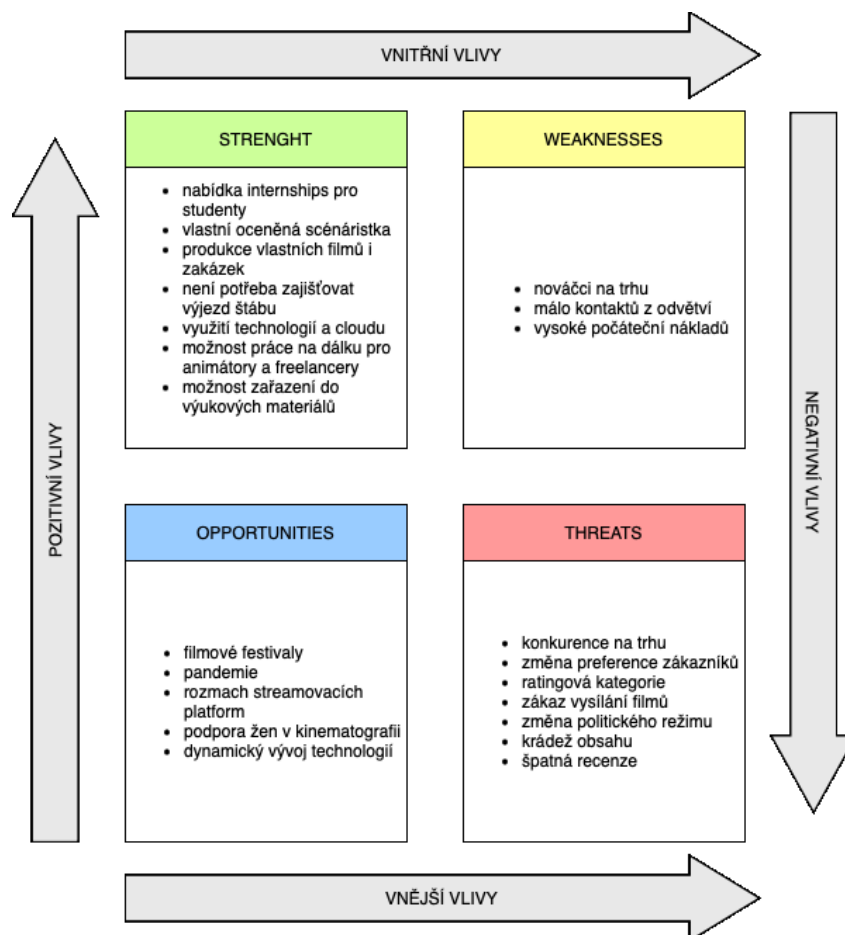 VNITŘNÍ VLIVY
STRENGHT
• nabídka internships pro
studenty
• vlastní oceněná scénáristka
• produkce vlastních filmů i
zakázek
• není potřeba zajišťovat
výjezd štábu
• využití technologií a cloudu
• možnost práce na dálku pro
animátory a freelancery
• možnost zařazení do
výukových materiálů
WEAKNESSES
• nováčci na trhu
• málo kontaktů z odvětví
• vysoké počáteční nákladů
POZITIVNÍ VLIVY
NEGATIVNÍ VLIVY
OPPORTUNITIES
• filmové festivaly
• pandemie
• rozmach streamovacích
platform
• podpora žen v kinematografii
• dynamický vývoj technologií
THREATS
• konkurence na trhu
• změna preference zákazníků
• ratingová kategorie
• zákaz vysílání filmů
• změna politického režimu
• krádež obsahu
• špatná recenze
VNĚJŠÍ VLIVY